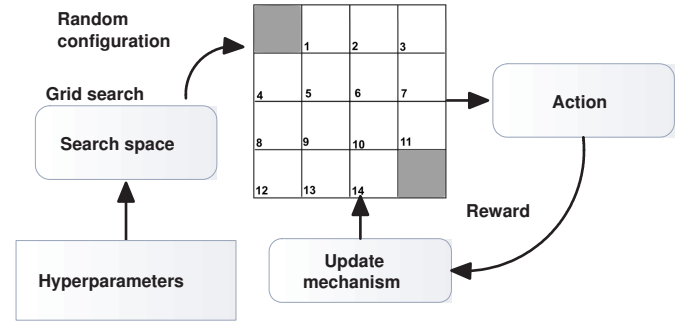 Random
configuration
Grid search
Search space
Hyperparameters
1 2 3
4 5 6 7
8 9 10 11
12 13 14
Action
Reward
Update
mechanism